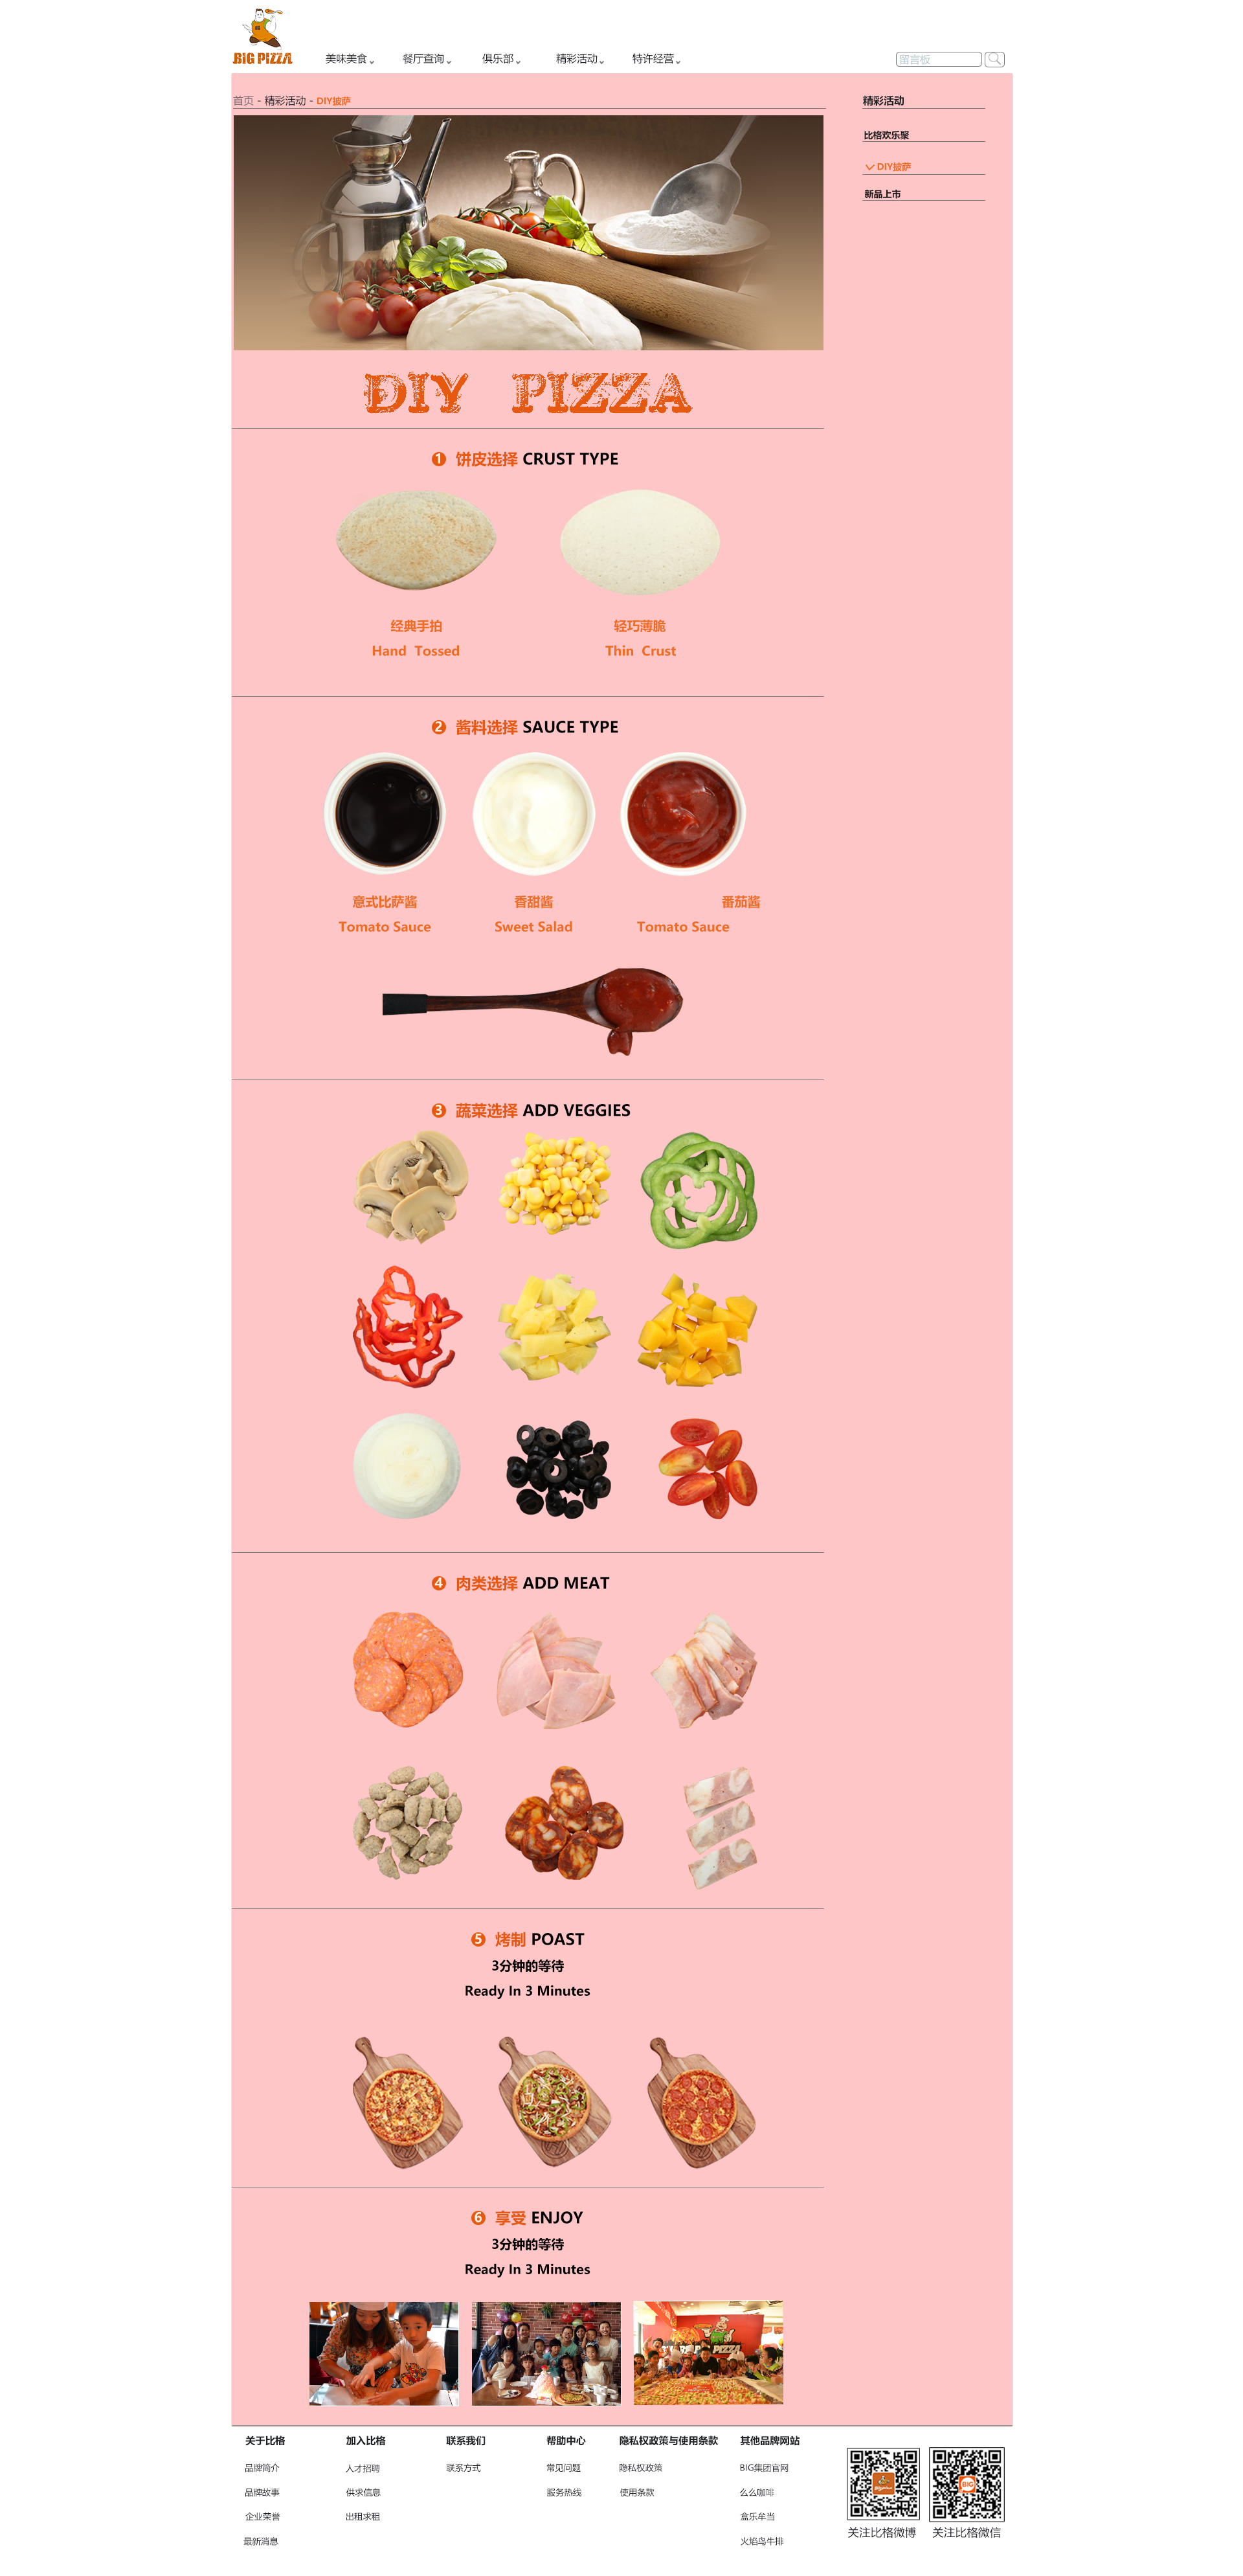 BIG PIZZA
美味美食 餐厅查询 俱乐部 精彩活动 特许经营 留言板
首页 - 精彩活动 - DIY披萨
精彩活动
比格欢乐聚
DIY披萨
新品上市
DIY PIZZA
1 饼皮选择 CRUST TYPE
经典手拍 轻巧薄脆
Hand Tossed Thin Crust
2 酱料选择 SAUCE TYPE
意式比萨酱 香甜酱 番茄酱
Tomato Sauce Sweet Salad Tomato Sauce
3 蔬菜选择 ADD VEGGIES
4 肉类选择 ADD MEAT
5 烤制 POAST
3分钟的等待
Ready In 3 Minutes
6 享受 ENJOY
3分钟的等待
Ready In 3 Minutes
PIZZA
关于比格 加入比格 联系我们 帮助中心 隐私权政策与使用条款 其他品牌网站
品牌简介 人才招聘 联系方式 常见问题 隐私权政策 BIG集团官网
品牌故事 供求信息 服务热线 使用条款 么么咖啡
企业荣誉 出租求租 盒乐牟当
最新消息 火焰鸟牛排
BIG
关注比格微博 关注比格微信